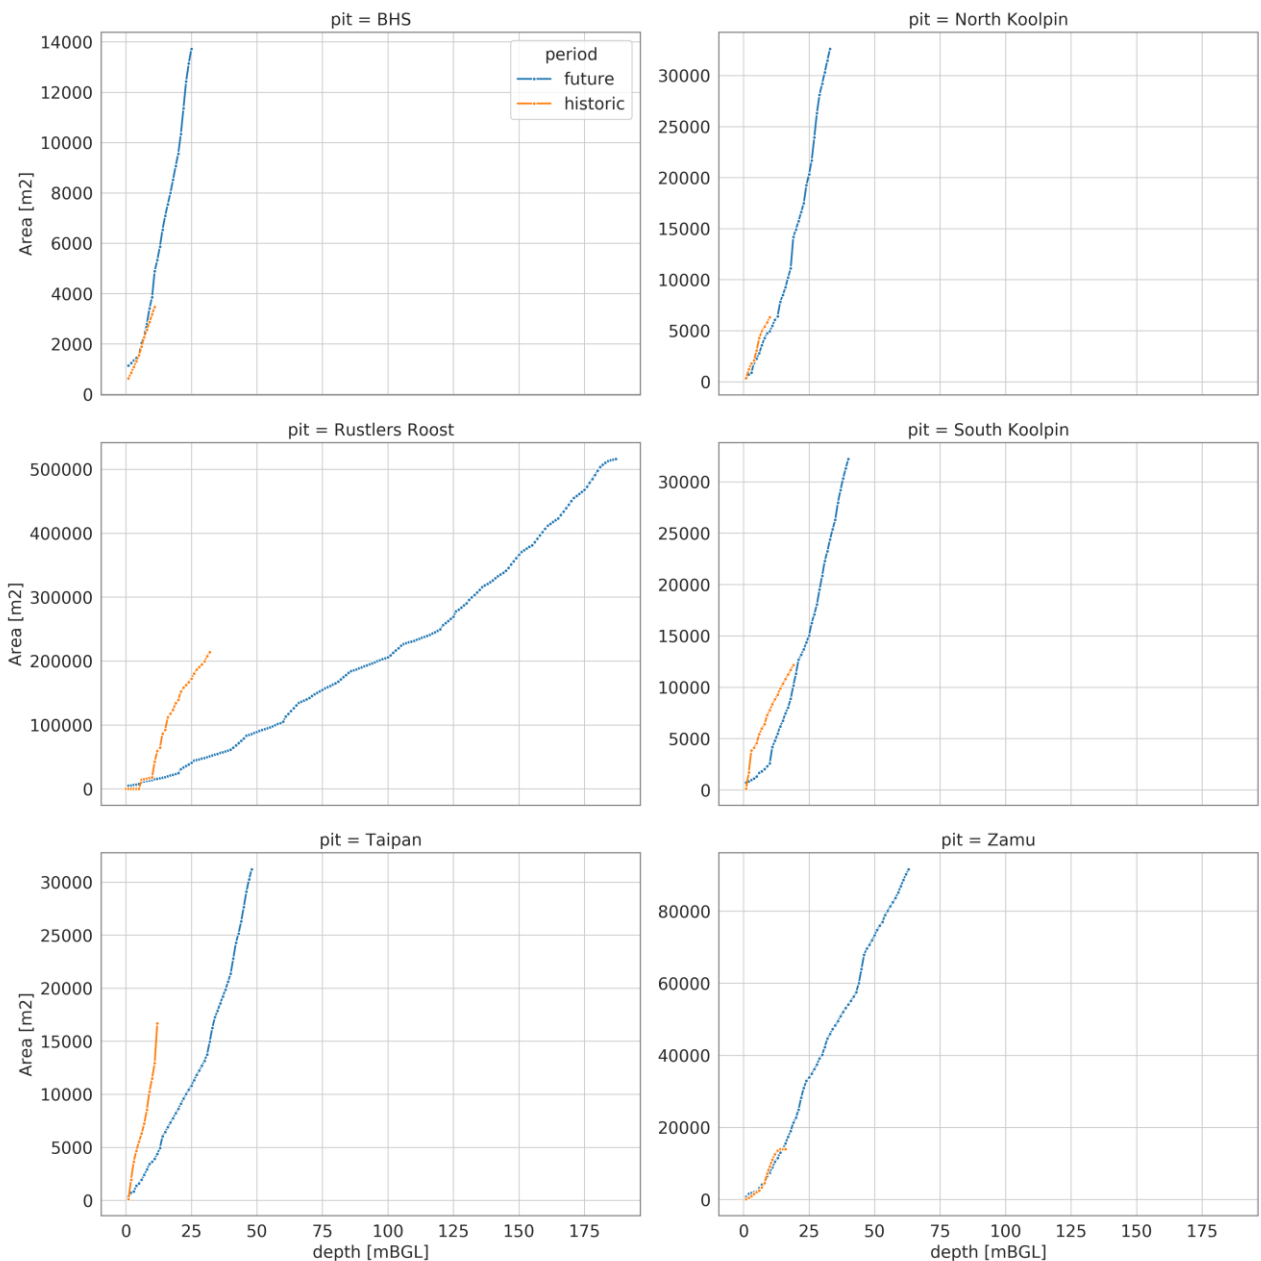 pit = BHS
14000
12000
10000
8000
6000
4000
2000
0
Area [m2]
period
future
historic
pit = North Koolpin
30000
25000
20000
15000
10000
5000
0
pit = Rustlers Roost
500000
400000
300000
200000
100000
0
Area [m2]
pit = South Koolpin
30000
25000
20000
15000
10000
5000
0
pit = Taipan
30000
25000
20000
15000
10000
5000
0
Area [m2]
0 25 50 75 100 125 150 175
depth [mBGL]
pit = Zamu
80000
60000
40000
20000
0
0 25 50 75 100 125 150 175
depth [mBGL]